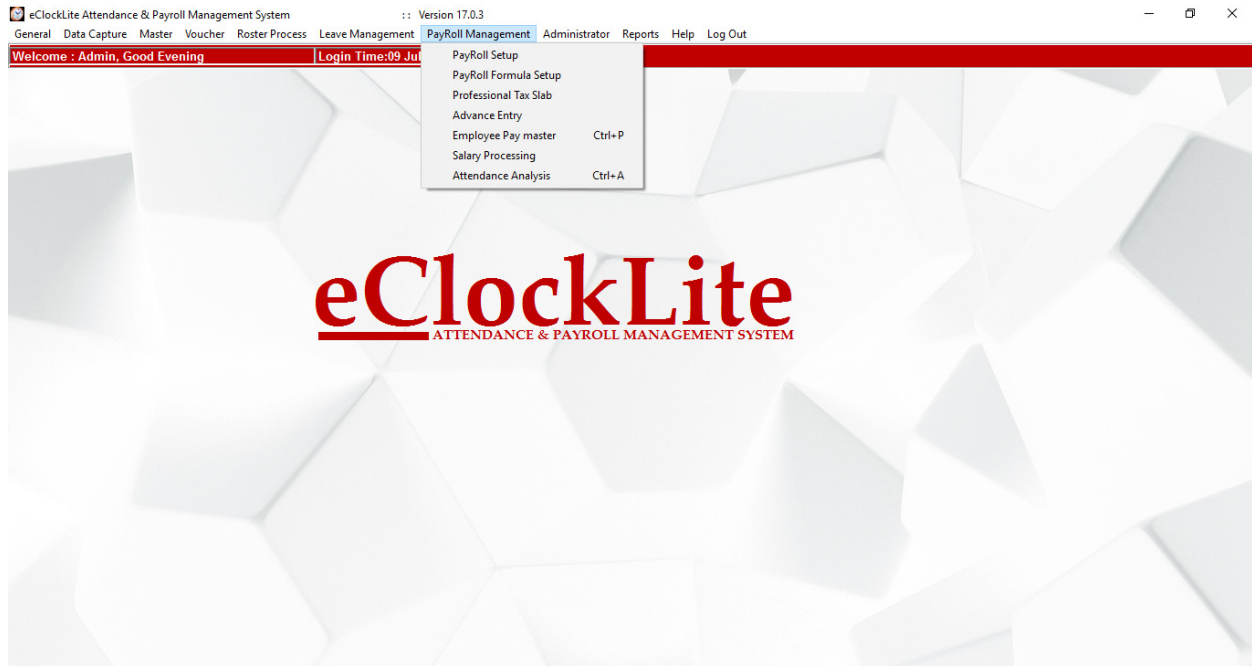 eClockLite Attendance & Payroll Management System :: Version 17.0.3
General Data Capture Master Voucher Roster Process Leave Management PayRoll Management Administrator Reports Help Log Out
Welcome : Admin, Good Evening Login Time:09 Jul
PayRoll Setup
PayRoll Formula Setup
Professional Tax Slab
Advance Entry
Employee Pay master Ctrl+P
Salary Processing
Attendance Analysis Ctrl+A
eClockLite
ATTENDANCE & PAYROLL MANAGEMENT SYSTEM